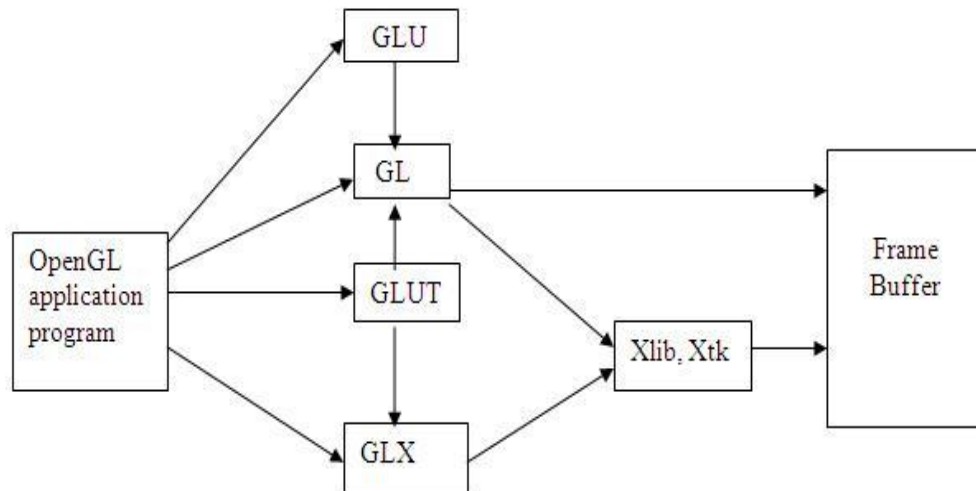 GLU
GL
OpenGL
application
program
GLUT
Frame
Buffer
Xlib, Xtk
GLX